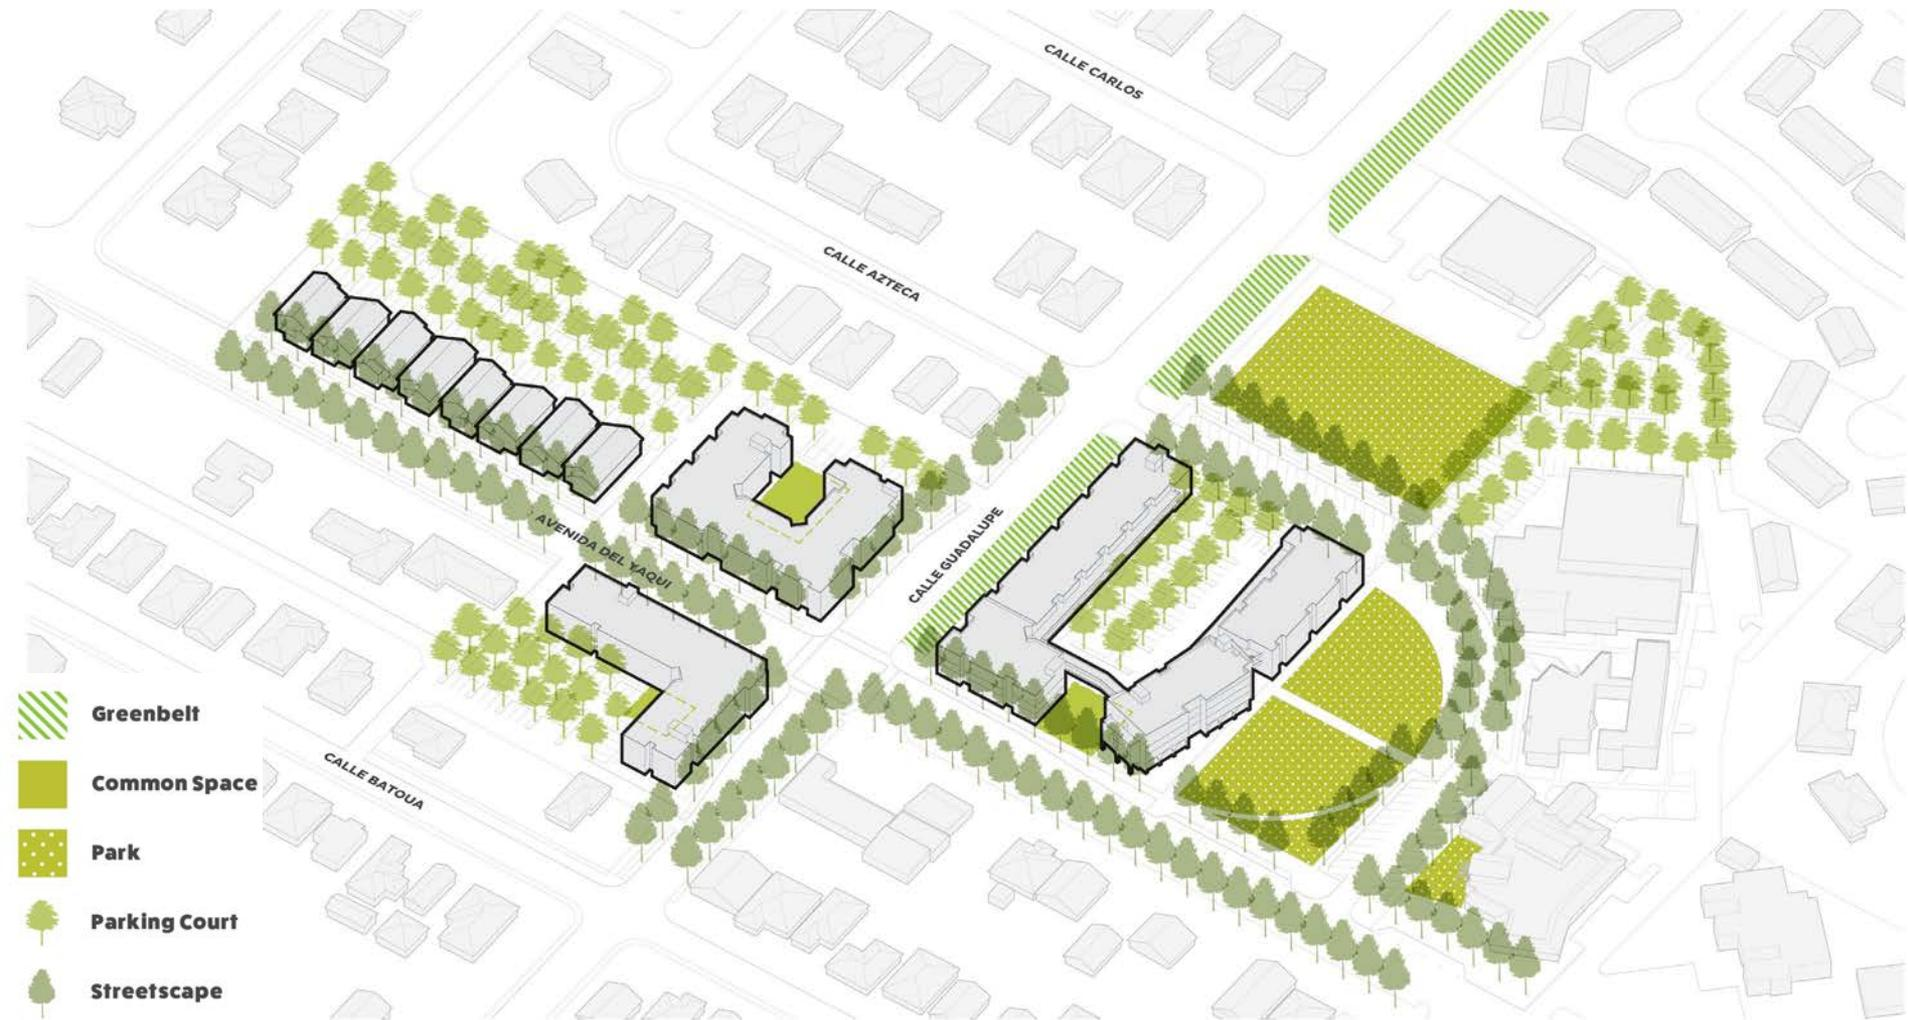 CALLE CARLOS
CALLE AZTECA
CALLE GUADALUPE
AVENIDA DEL YAQUI
CALLE BATOUA
Greenbelt
Common Space
Park
Parking Court
Streetscape